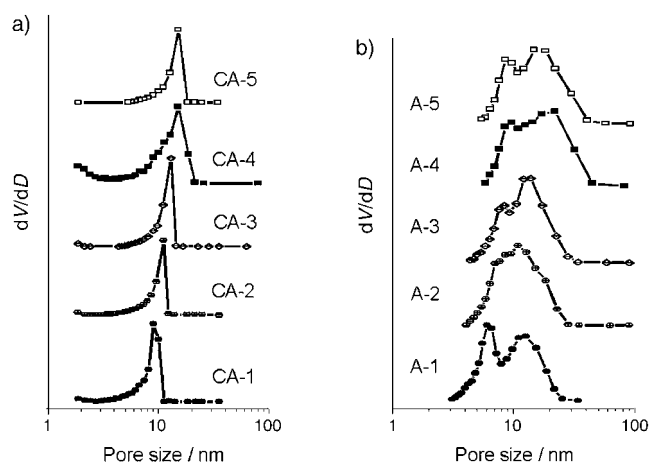 a)
dV/dD
CA-5
CA-4
CA-3
CA-2
CA-1
1 10 100
Pore size / nm
b)
dV/dD
A-5
A-4
A-3
A-2
A-1
1 10 100
Pore size / nm